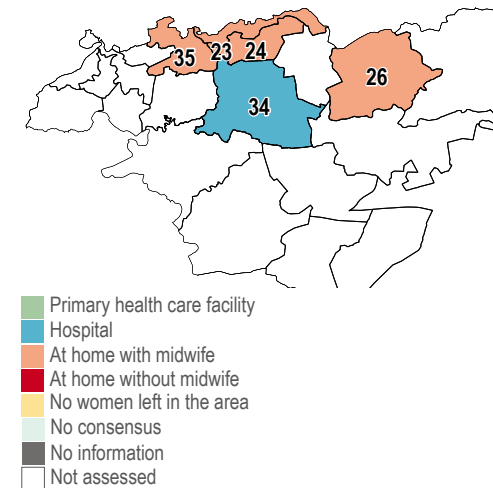 35
23
24
26
34
Primary health care facility
Hospital
At home with midwife
At home without midwife
No women left in the area
No consensus
No information
Not assessed